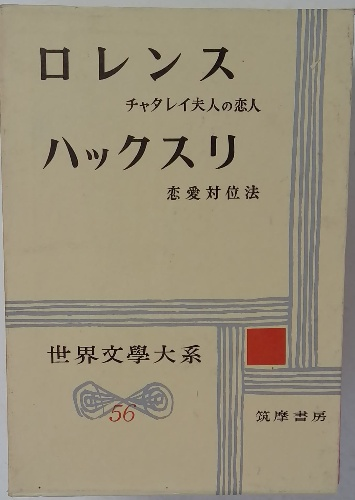 ロレンス
チャタレイ夫人の恋人
ハックスリ
恋愛対位法
世界文學大系
56
筑摩書房